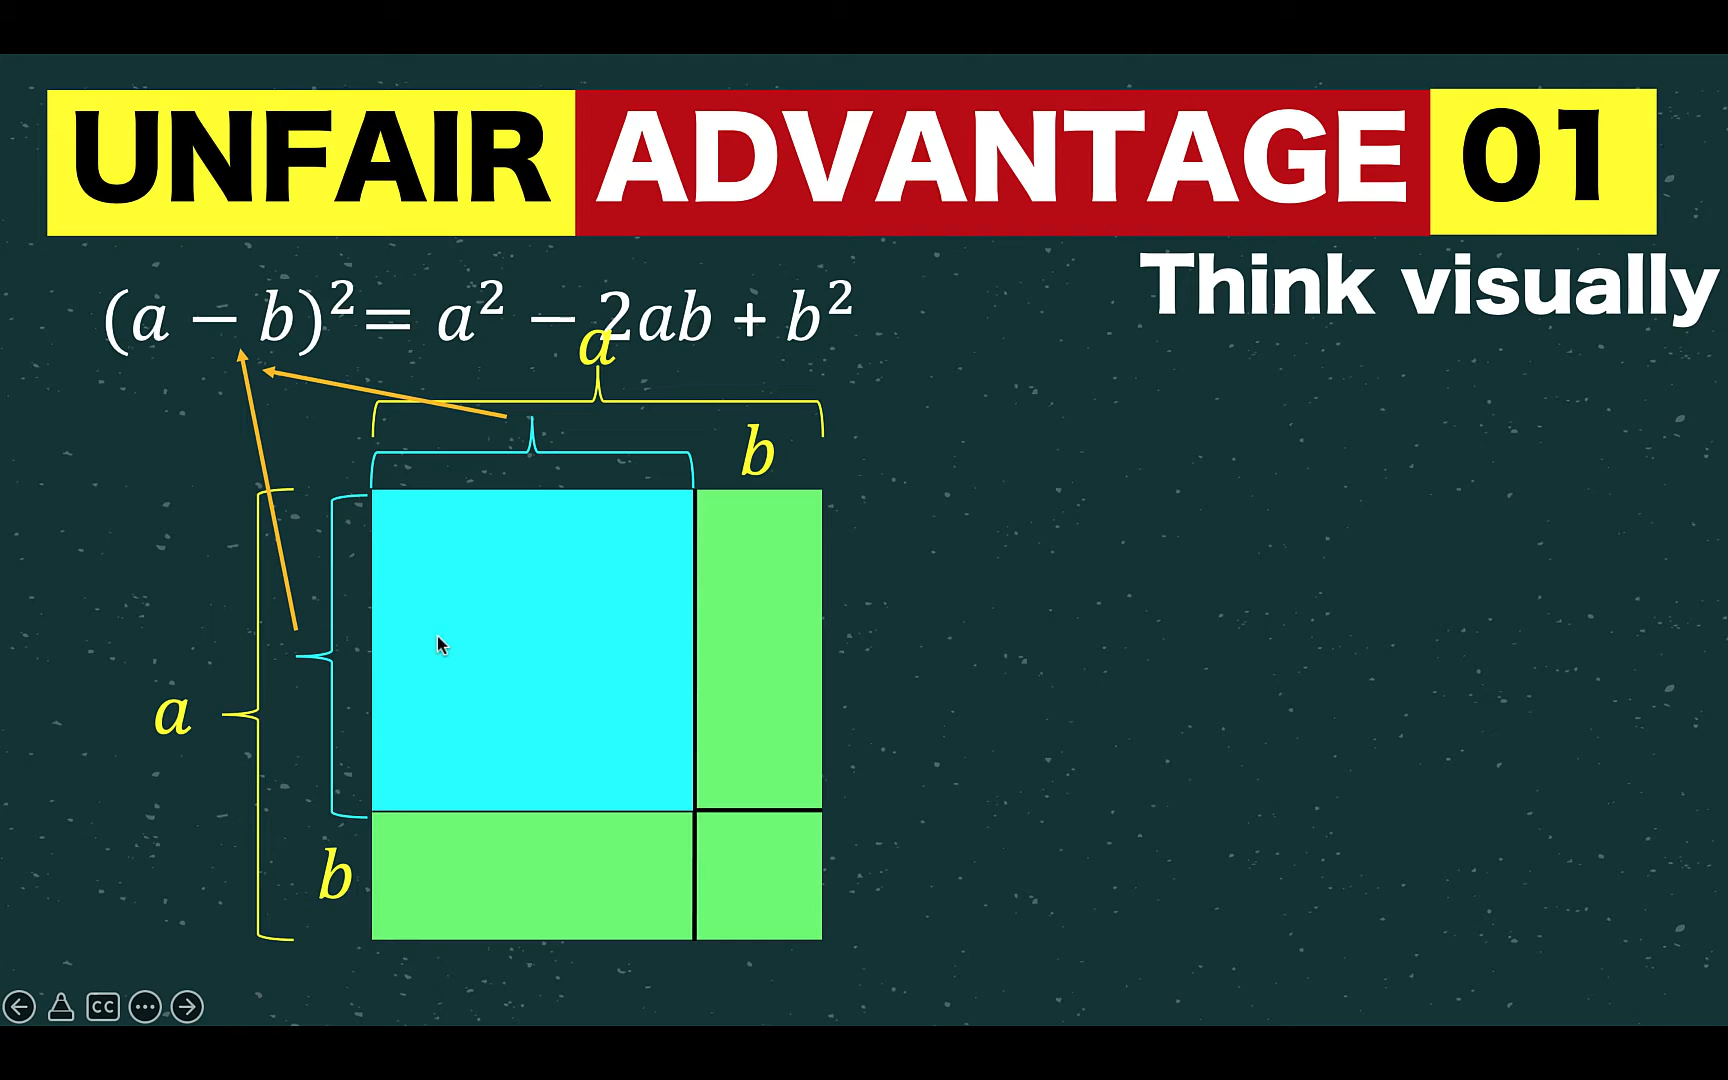 UNFAIR ADVANTAGE 01
Think visually
(a − b)² = a² − 2ab + b²
a
b
a
b
CC